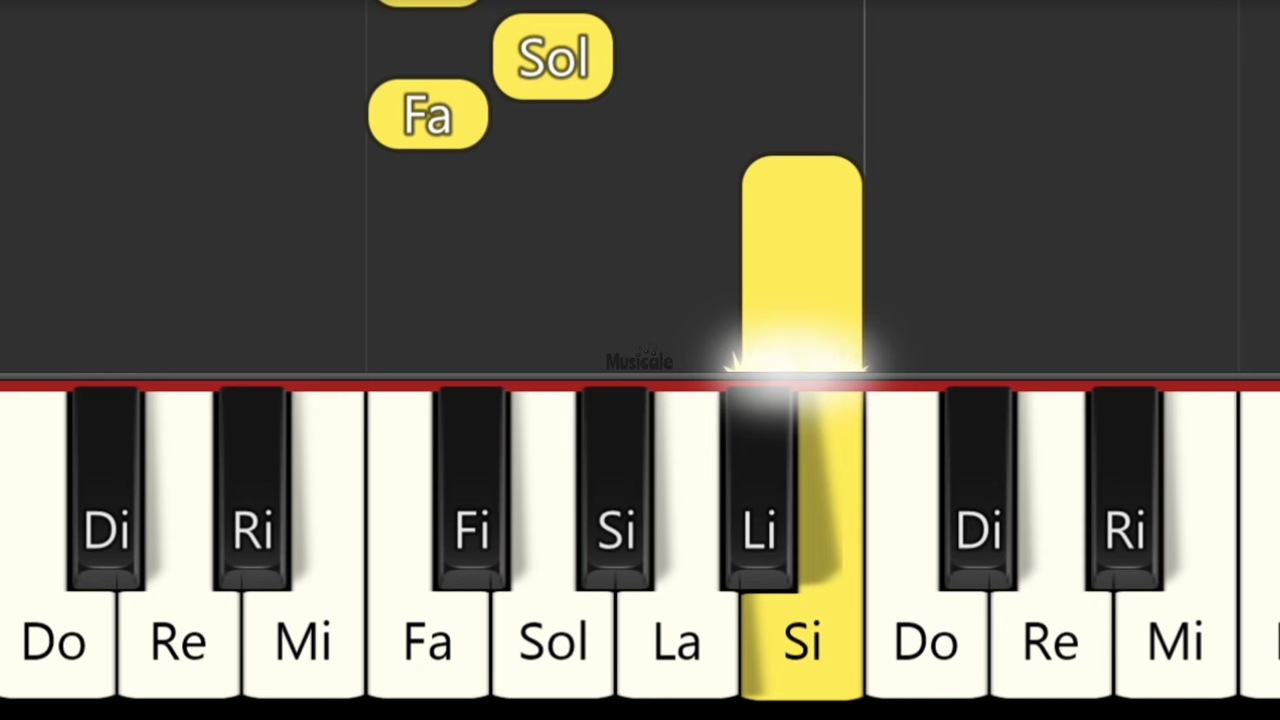 Sol
Fa
Musicale
Di Ri Fi Si Li Di Ri
Do Re Mi Fa Sol La Si Do Re Mi